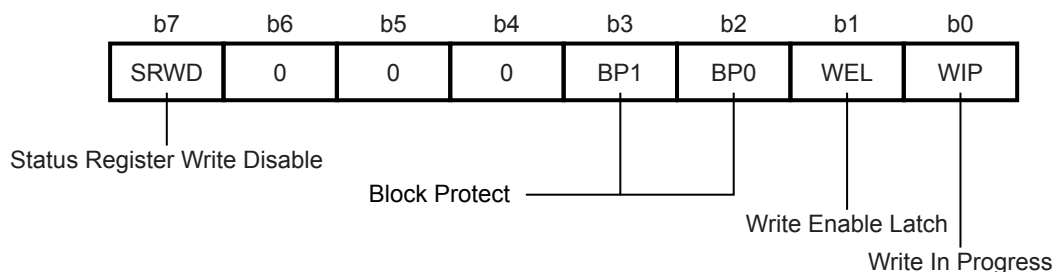 b7 b6 b5 b4 b3 b2 b1 b0
SRWD 0 0 0 BP1 BP0 WEL WIP
Status Register Write Disable
Block Protect
Write Enable Latch
Write In Progress